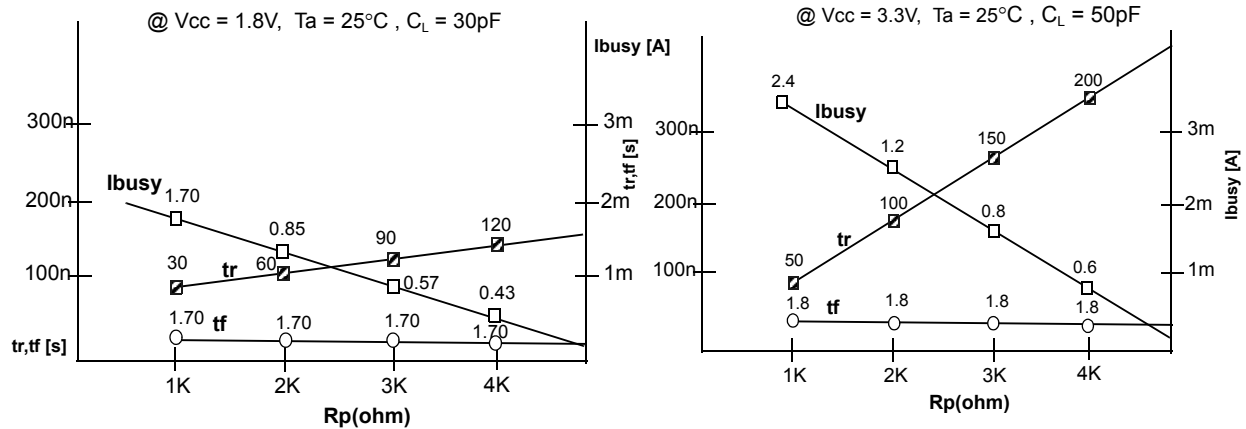 @ Vcc = 1.8V, Ta = 25°C , CL = 30pF
Ibusy [A]
300n
3m
tr,tf [s]
Ibusy
1.70
200n
2m
0.85
90
120
30
tr
60
100n
1m
0.57
0.43
1.70
tf
1.70
1.70
1.70
tr,tf [s]
1K
2K
3K
4K
Rp(ohm)
@ Vcc = 3.3V, Ta = 25°C , CL = 50pF
2.4
200
Ibusy
300n
1.2
150
3m
Ibusy [A]
200n
100
0.8
2m
tr
50
0.6
100n
1m
1.8
tf
1.8
1.8
1.8
1K
2K
3K
4K
Rp(ohm)